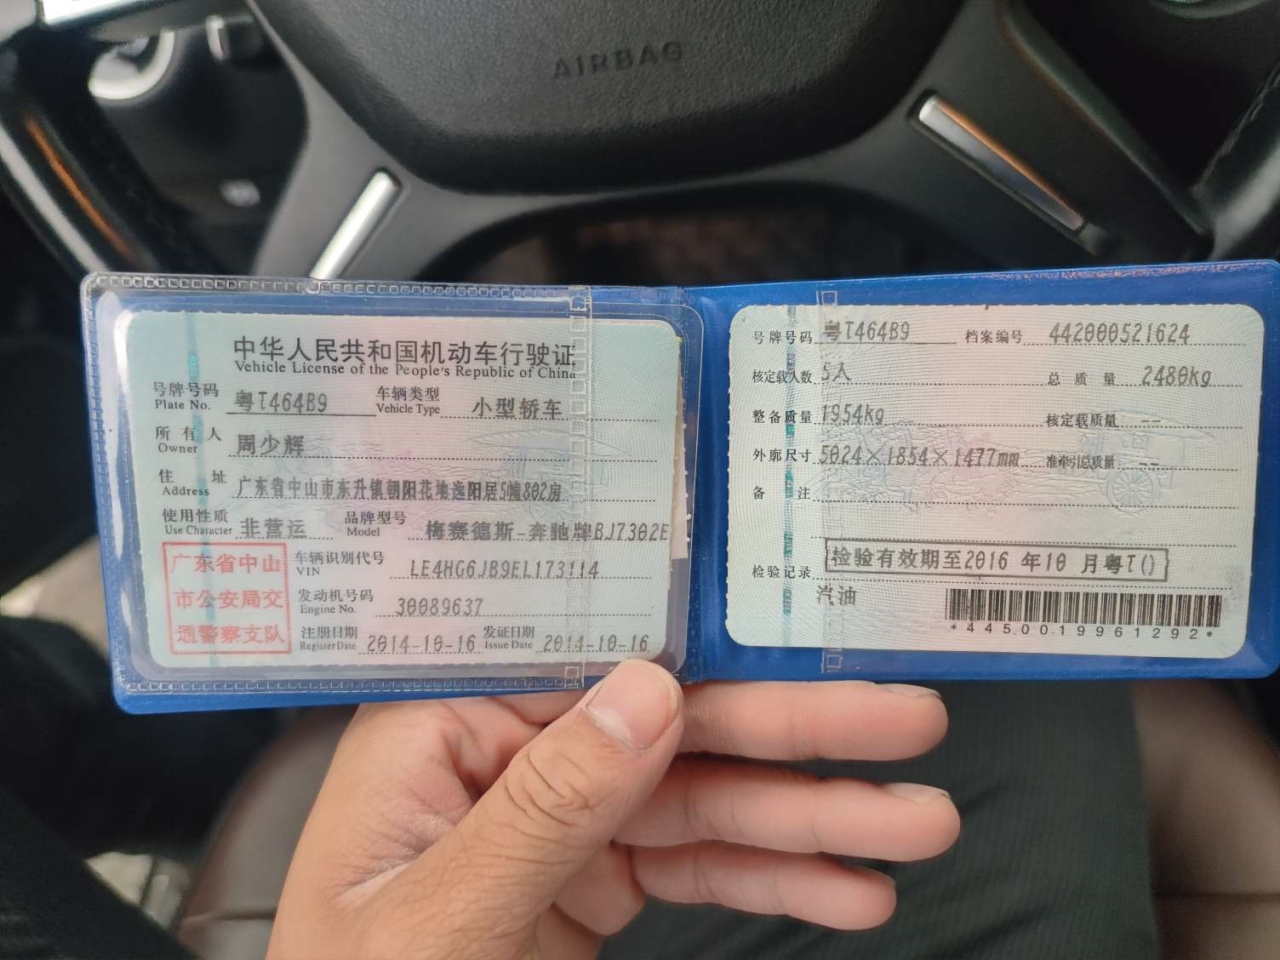 AIRBAG
中华人民共和国机动车行驶证
Vehicle License of the People's Republic of China
号牌号码 Plate No. 粤T464B9 车辆类型 Vehicle Type 小型轿车
所有人 Owner 周少辉
住址 Address 广东省中山市东升镇朝阳花地逸阳居5幢802房
使用性质 Use Character 非营运 品牌型号 Model 梅赛德斯-奔驰牌BJ7302E
广东省中山
市公安局交
通警察支队
车辆识别代号 VIN LE4HG6JB9EL173114
发动机号码 Engine No. 30089637
注册日期 Register Date 2014-10-16 发证日期 Issue Date 2014-10-16
号牌号码 粤T464B9 档案编号 442000521624
核定载人数 5人 总质量 2480kg
整备质量 1954kg 核定载质量 --
外廓尺寸 5024×1854×1477mm 准牵引总质量 --
备注
检验记录 检验有效期至2016 年10 月粤T()
汽油
*4450019961292*